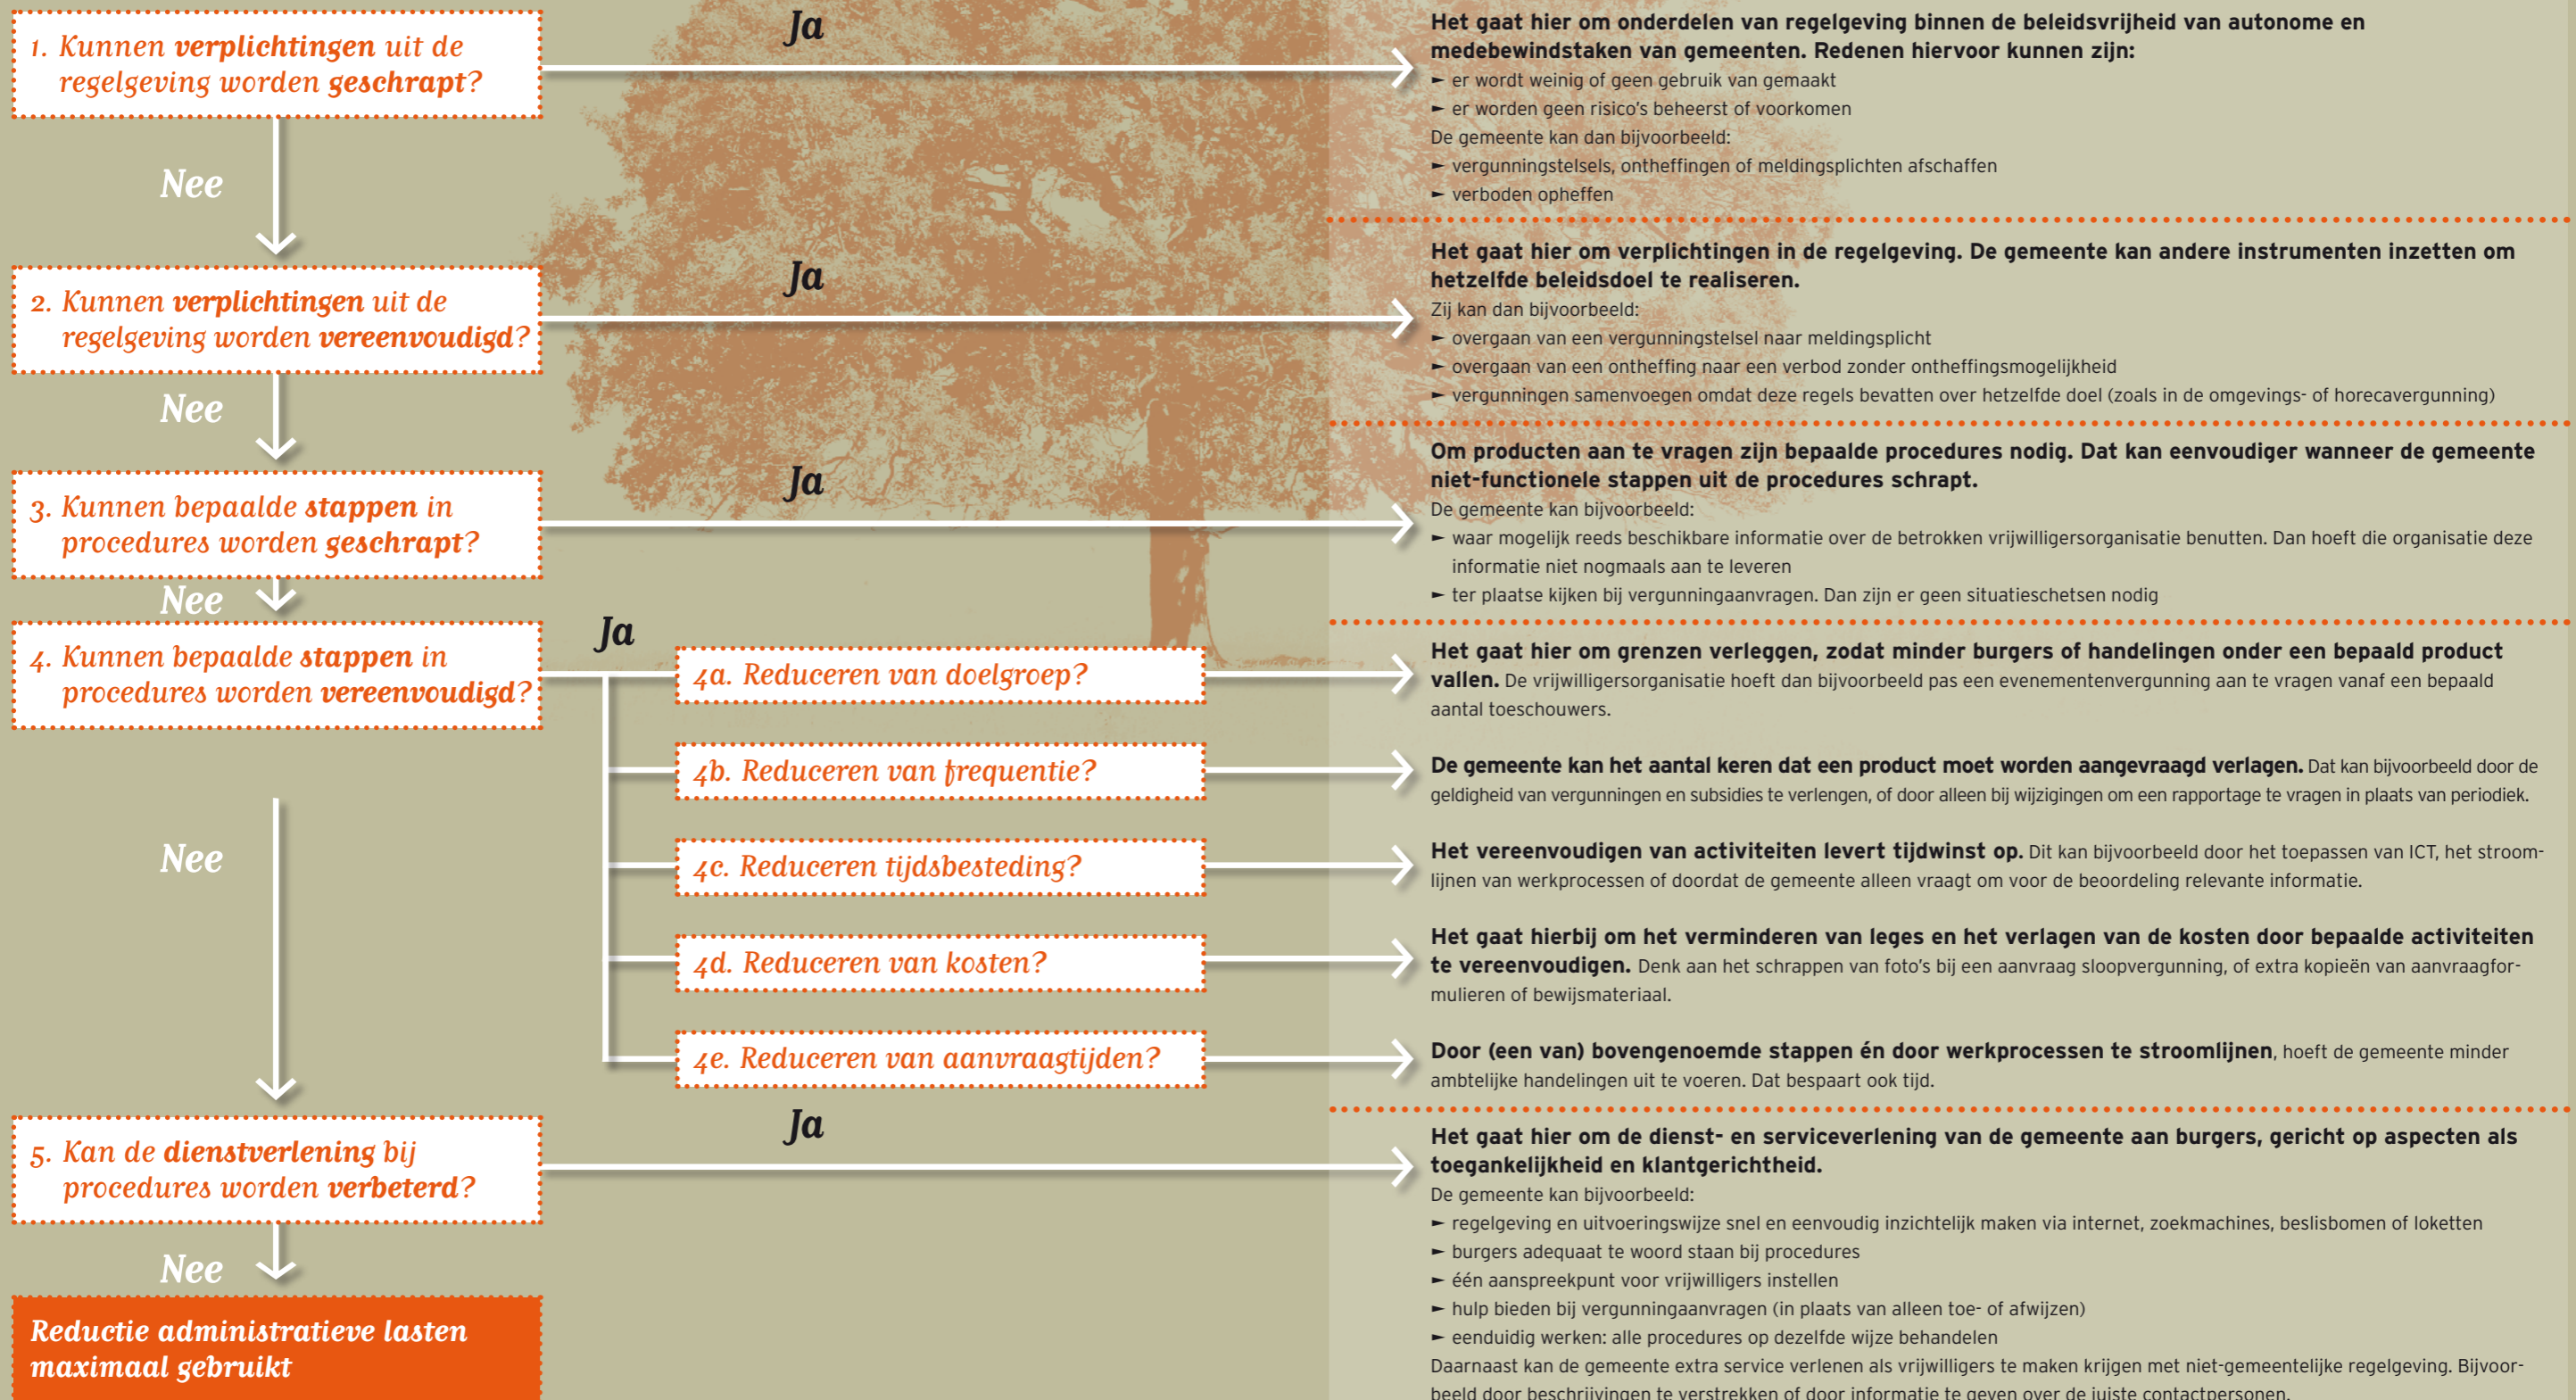 1. Kunnen verplichtingen uit de
regelgeving worden geschrapt?
Ja
Het gaat hier om onderdelen van regelgeving binnen de beleidsvrijheid van autonome en
medebewindstaken van gemeenten. Redenen hiervoor kunnen zijn:
► er wordt weinig of geen gebruik van gemaakt
► er worden geen risico's beheerst of voorkomen
De gemeente kan dan bijvoorbeeld:
► vergunningstelsels, ontheffingen of meldingsplichten afschaffen
► verboden opheffen
Nee
2. Kunnen verplichtingen uit de
regelgeving worden vereenvoudigd?
Ja
Het gaat hier om verplichtingen in de regelgeving. De gemeente kan andere instrumenten inzetten om
hetzelfde beleidsdoel te realiseren.
Zij kan dan bijvoorbeeld:
► overgaan van een vergunningstelsel naar meldingsplicht
► overgaan van een ontheffing naar een verbod zonder ontheffingsmogelijkheid
► vergunningen samenvoegen omdat deze regels bevatten over hetzelfde doel (zoals in de omgevings- of horecavergunning)
Nee
3. Kunnen bepaalde stappen in
procedures worden geschrapt?
Ja
Om producten aan te vragen zijn bepaalde procedures nodig. Dat kan eenvoudiger wanneer de gemeente
niet-functionele stappen uit de procedures schrapt.
De gemeente kan bijvoorbeeld:
► waar mogelijk reeds beschikbare informatie over de betrokken vrijwilligersorganisatie benutten. Dan hoeft die organisatie deze
informatie niet nogmaals aan te leveren
► ter plaatse kijken bij vergunningaanvragen. Dan zijn er geen situatieschetsen nodig
Nee
4. Kunnen bepaalde stappen in
procedures worden vereenvoudigd?
Ja
4a. Reduceren van doelgroep?
Het gaat hier om grenzen verleggen, zodat minder burgers of handelingen onder een bepaald product
vallen. De vrijwilligersorganisatie hoeft dan bijvoorbeeld pas een evenementenvergunning aan te vragen vanaf een bepaald
aantal toeschouwers.
4b. Reduceren van frequentie?
De gemeente kan het aantal keren dat een product moet worden aangevraagd verlagen. Dat kan bijvoorbeeld door de
geldigheid van vergunningen en subsidies te verlengen, of door alleen bij wijzigingen om een rapportage te vragen in plaats van periodiek.
4c. Reduceren tijdsbesteding?
Het vereenvoudigen van activiteiten levert tijdwinst op. Dit kan bijvoorbeeld door het toepassen van ICT, het stroom-
lijnen van werkprocessen of doordat de gemeente alleen vraagt om voor de beoordeling relevante informatie.
4d. Reduceren van kosten?
Het gaat hierbij om het verminderen van leges en het verlagen van de kosten door bepaalde activiteiten
te vereenvoudigen. Denk aan het schrappen van foto's bij een aanvraag sloopvergunning, of extra kopieën van aanvraagfor-
mulieren of bewijsmateriaal.
4e. Reduceren van aanvraagtijden?
Door (een van) bovengenoemde stappen én door werkprocessen te stroomlijnen, hoeft de gemeente minder
ambtelijke handelingen uit te voeren. Dat bespaart ook tijd.
Nee
5. Kan de dienstverlening bij
procedures worden verbeterd?
Ja
Het gaat hier om de dienst- en serviceverlening van de gemeente aan burgers, gericht op aspecten als
toegankelijkheid en klantgerichtheid.
De gemeente kan bijvoorbeeld:
► regelgeving en uitvoeringswijze snel en eenvoudig inzichtelijk maken via internet, zoekmachines, beslisbomen of loketten
► burgers adequaat te woord staan bij procedures
► één aanspreekpunt voor vrijwilligers instellen
► hulp bieden bij vergunningaanvragen (in plaats van alleen toe- of afwijzen)
► eenduidig werken: alle procedures op dezelfde wijze behandelen
Daarnaast kan de gemeente extra service verlenen als vrijwilligers te maken krijgen met niet-gemeentelijke regelgeving. Bijvoor-
beeld door beschrijvingen te verstrekken of door informatie te geven over de juiste contactpersonen.
Nee
Reductie administratieve lasten
maximaal gebruikt